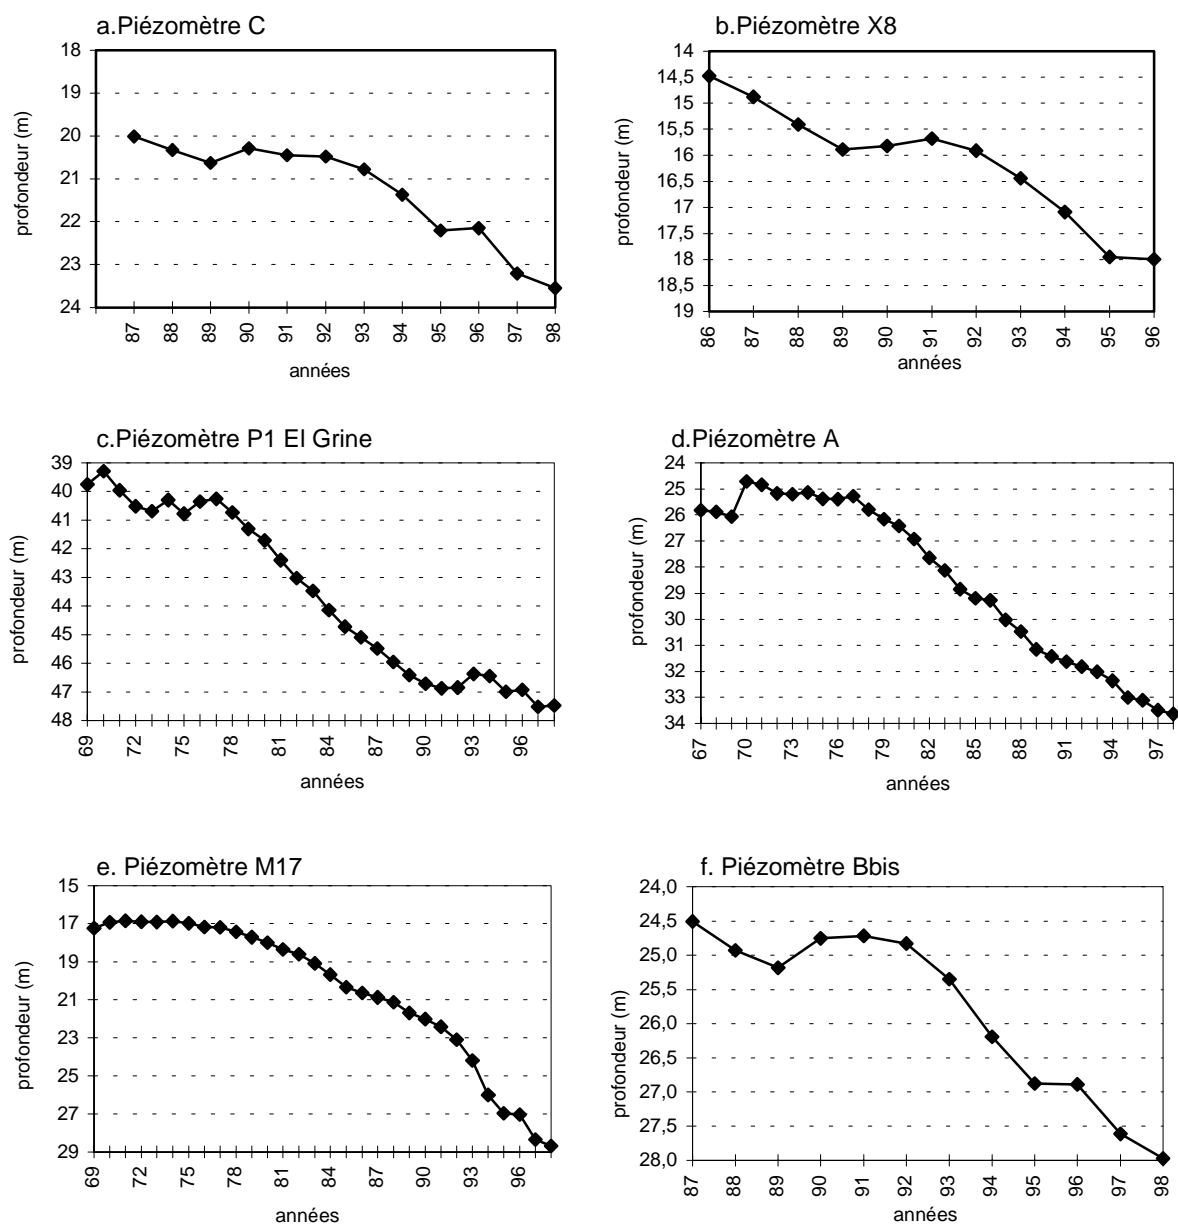 a.Piézomètre C
18
19
20
21
22
23
24
profondeur (m)
87 88 89 90 91 92 93 94 95 96 97 98
années
b.Piézomètre X8
14
14,5
15
15,5
16
16,5
17
17,5
18
18,5
19
profondeur (m)
86 87 88 89 90 91 92 93 94 95 96
années
c.Piézomètre P1 El Grine
39
40
41
42
43
44
45
46
47
48
profondeur (m)
69 72 75 78 81 84 87 90 93 96
années
d.Piézomètre A
24
25
26
27
28
29
30
31
32
33
34
profondeur (m)
67 70 73 76 79 82 85 88 91 94 97
années
e. Piézomètre M17
15
17
19
21
23
25
27
29
profondeur (m)
69 72 75 78 81 84 87 90 93 96
années
f. Piézomètre Bbis
24,0
24,5
25,0
25,5
26,0
26,5
27,0
27,5
28,0
profondeur (m)
87 88 89 90 91 92 93 94 95 96 97 98
années